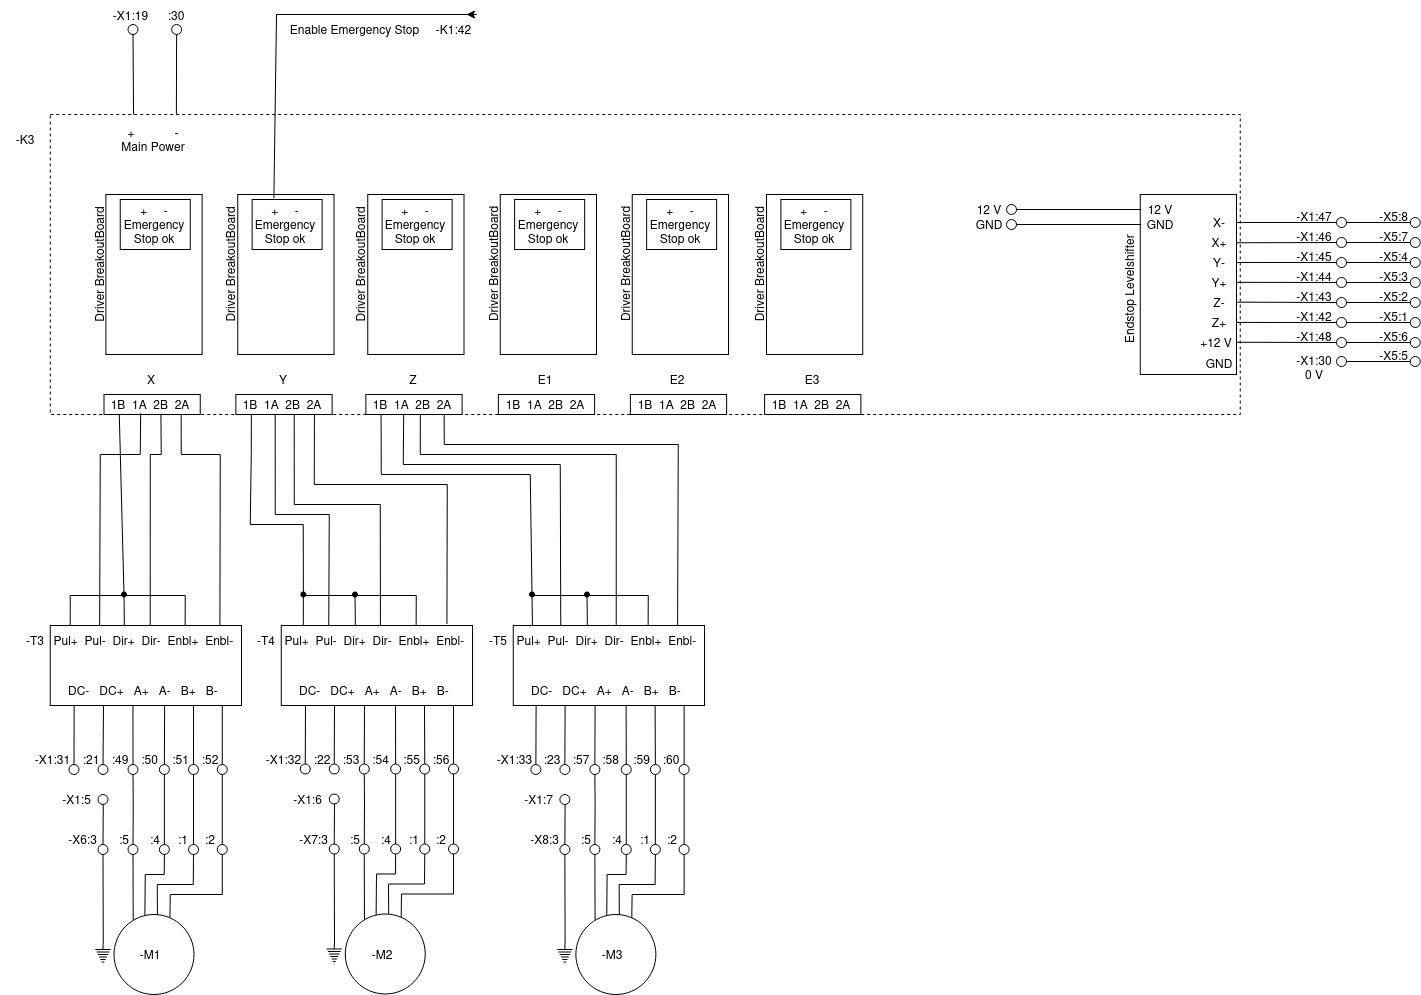 -X1:19 :30
Enable Emergency Stop -K1:42
-K3
+ -
Main Power
Driver BreakoutBoard
+ -
Emergency
Stop ok
Driver BreakoutBoard
+ -
Emergency
Stop ok
Driver BreakoutBoard
+ -
Emergency
Stop ok
Driver BreakoutBoard
+ -
Emergency
Stop ok
Driver BreakoutBoard
+ -
Emergency
Stop ok
Driver BreakoutBoard
+ -
Emergency
Stop ok
12 V
GND
Endstop Levelshifter
12 V
GND
X- -X1:47 -X5:8
X+ -X1:46 -X5:7
Y- -X1:45 -X5:4
Y+ -X1:44 -X5:3
Z- -X1:43 -X5:2
Z+ -X1:42 -X5:1
+12 V -X1:48 -X5:6
GND -X1:30 -X5:5
0 V
X Y Z E1 E2 E3
1B 1A 2B 2A
1B 1A 2B 2A
1B 1A 2B 2A
1B 1A 2B 2A
1B 1A 2B 2A
1B 1A 2B 2A
-T3 Pul+ Pul- Dir+ Dir- Enbl+ Enbl-
DC- DC+ A+ A- B+ B-
-X1:31 :21 :49 :50 :51 :52
-X1:5
-X6:3 :5 :4 :1 :2
-M1
-T4 Pul+ Pul- Dir+ Dir- Enbl+ Enbl-
DC- DC+ A+ A- B+ B-
-X1:32 :22 :53 :54 :55 :56
-X1:6
-X7:3 :5 :4 :1 :2
-M2
-T5 Pul+ Pul- Dir+ Dir- Enbl+ Enbl-
DC- DC+ A+ A- B+ B-
-X1:33 :23 :57 :58 :59 :60
-X1:7
-X8:3 :5 :4 :1 :2
-M3